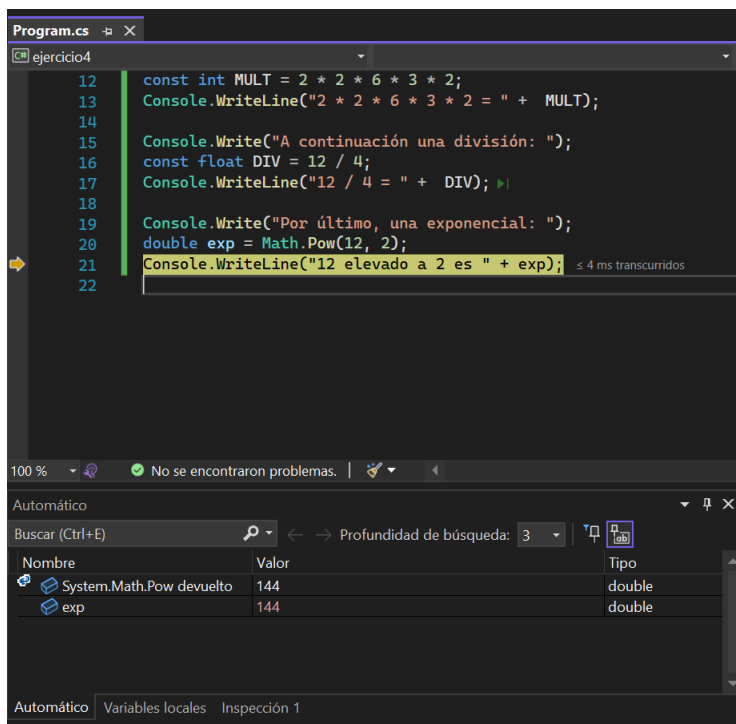 Program.cs
C# ejercicio4
12 const int MULT = 2 * 2 * 6 * 3 * 2;
13 Console.WriteLine("2 * 2 * 6 * 3 * 2 = " +  MULT);
14
15 Console.Write("A continuación una división: ");
16 const float DIV = 12 / 4;
17 Console.WriteLine("12 / 4 = " +  DIV);
18
19 Console.Write("Por último, una exponencial: ");
20 double exp = Math.Pow(12, 2);
21 Console.WriteLine("12 elevado a 2 es " + exp); ≤ 4 ms transcurridos
22
100 % No se encontraron problemas.
Automático
Buscar (Ctrl+E) Profundidad de búsqueda: 3
Nombre Valor Tipo
System.Math.Pow devuelto 144 double
exp 144 double
Automático Variables locales Inspección 1